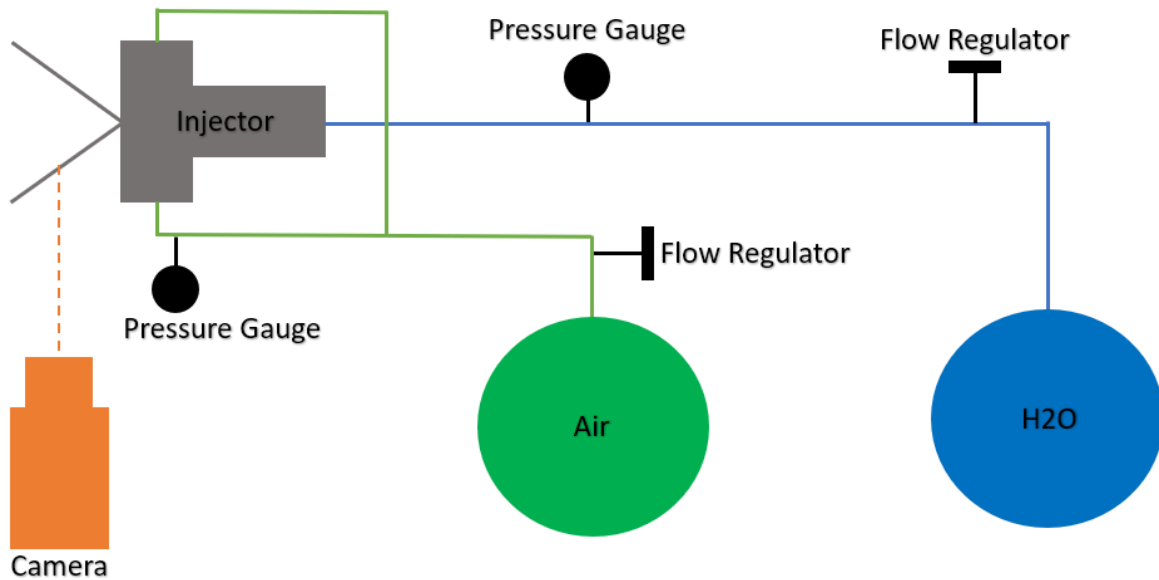 Pressure Gauge
Flow Regulator
Injector
Flow Regulator
Pressure Gauge
Air
H2O
Camera